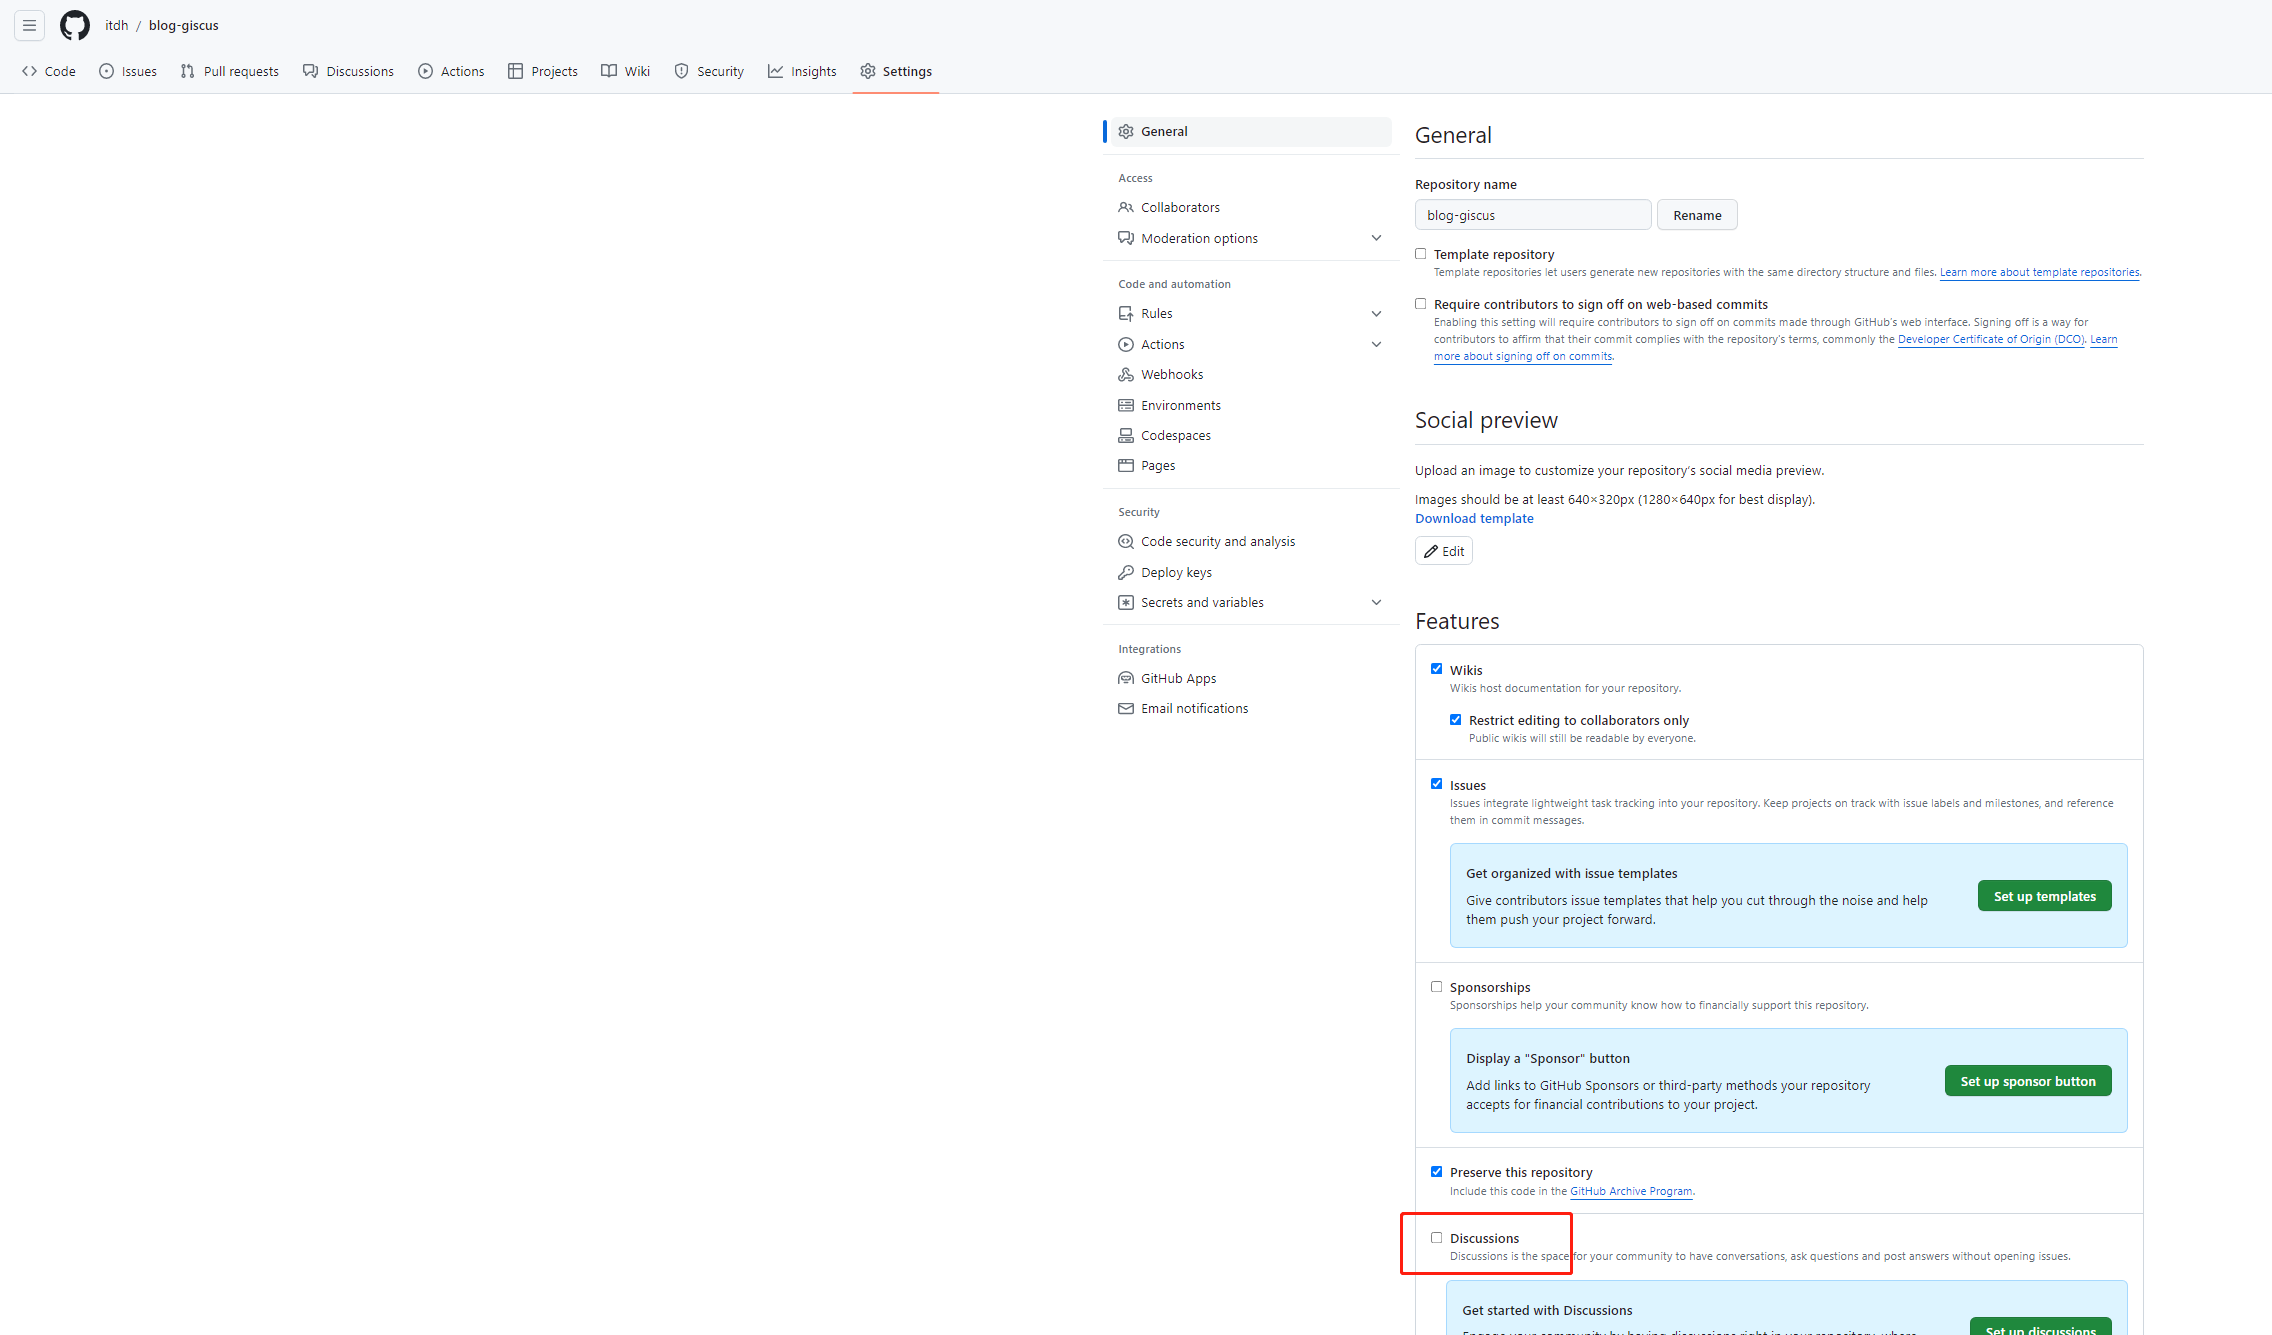 itdh / blog-giscus
Code Issues Pull requests Discussions Actions Projects Wiki Security Insights Settings
General
Access
Collaborators
Moderation options
Code and automation
Rules
Actions
Webhooks
Environments
Codespaces
Pages
Security
Code security and analysis
Deploy keys
Secrets and variables
Integrations
GitHub Apps
Email notifications
General
Repository name
blog-giscus Rename
Template repository
Template repositories let users generate new repositories with the same directory structure and files. Learn more about template repositories.
Require contributors to sign off on web-based commits
Enabling this setting will require contributors to sign off on commits made through GitHub's web interface. Signing off is a way for
contributors to affirm that their commit complies with the repository's terms, commonly the Developer Certificate of Origin (DCO). Learn
more about signing off on commits.
Social preview
Upload an image to customize your repository's social media preview.
Images should be at least 640×320px (1280×640px for best display).
Download template
Edit
Features
Wikis
Wikis host documentation for your repository.
Restrict editing to collaborators only
Public wikis will still be readable by everyone.
Issues
Issues integrate lightweight task tracking into your repository. Keep projects on track with issue labels and milestones, and reference
them in commit messages.
Get organized with issue templates
Give contributors issue templates that help you cut through the noise and help
them push your project forward.
Set up templates
Sponsorships
Sponsorships help your community know how to financially support this repository.
Display a "Sponsor" button
Add links to GitHub Sponsors or third-party methods your repository
accepts for financial contributions to your project.
Set up sponsor button
Preserve this repository
Include this code in the GitHub Archive Program.
Discussions
Discussions is the space for your community to have conversations, ask questions and post answers without opening issues.
Get started with Discussions
Engage your community by having discussions right in your repository, where
Set up discussions